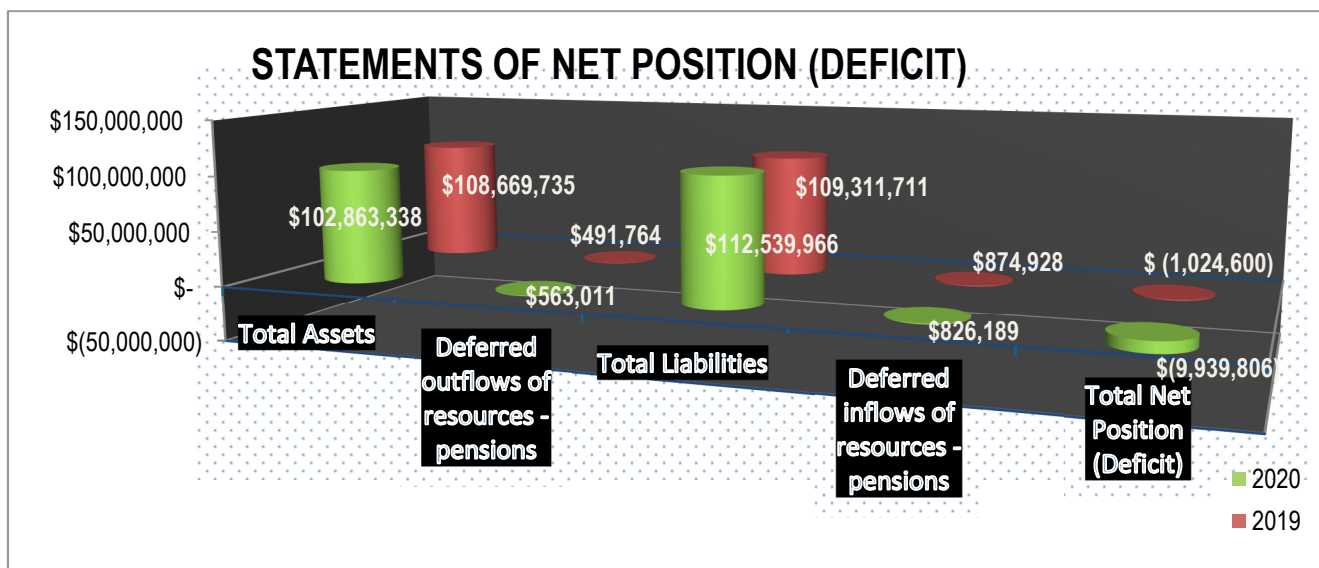 STATEMENTS OF NET POSITION (DEFICIT)
$150,000,000
$100,000,000
$50,000,000
$-
$(50,000,000)
$102,863,338
$108,669,735
$563,011
$491,764
$112,539,966
$109,311,711
$826,189
$874,928
$(9,939,806)
$ (1,024,600)
Total Assets
Deferred
outflows of
resources -
pensions
Total Liabilities
Deferred
inflows of
resources -
pensions
Total Net
Position
(Deficit)
2020
2019